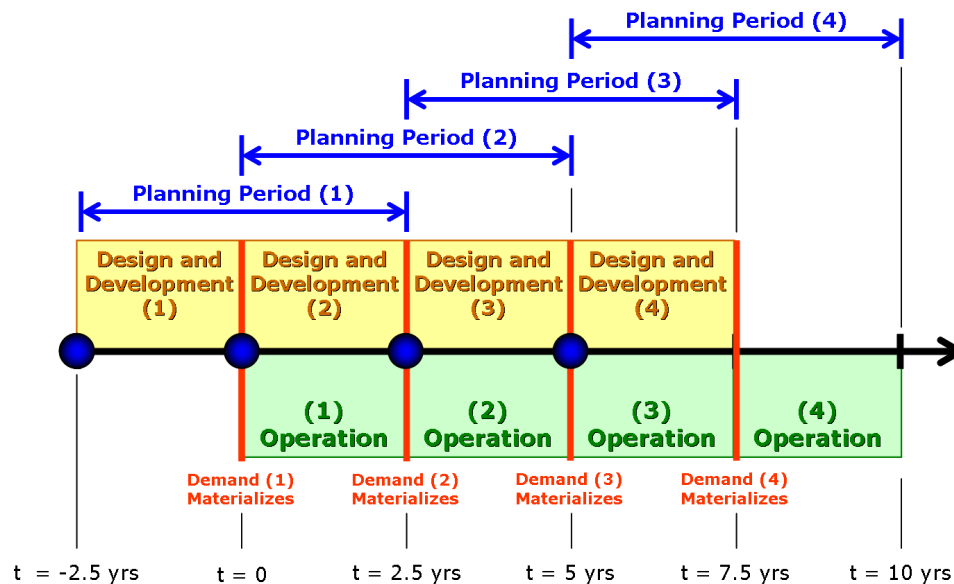 Planning Period (4)
Planning Period (3)
Planning Period (2)
Planning Period (1)
Design and
Development
(1)
Design and
Development
(2)
Design and
Development
(3)
Design and
Development
(4)
(1)
Operation
(2)
Operation
(3)
Operation
(4)
Operation
Demand (1)
Materializes
Demand (2)
Materializes
Demand (3)
Materializes
Demand (4)
Materializes
t = -2.5 yrs
t = 0
t = 2.5 yrs
t = 5 yrs
t = 7.5 yrs
t = 10 yrs